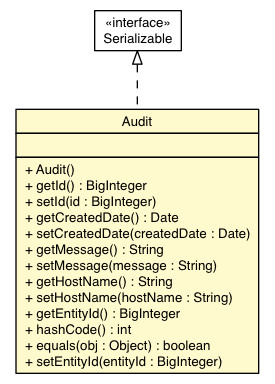 «interface»
Serializable
Audit
+ Audit()
+ getId() : BigInteger
+ setId(id : BigInteger)
+ getCreatedDate() : Date
+ setCreatedDate(createdDate : Date)
+ getMessage() : String
+ setMessage(message : String)
+ getHostName() : String
+ setHostName(hostName : String)
+ getEntityId() : BigInteger
+ hashCode() : int
+ equals(obj : Object) : boolean
+ setEntityId(entityId : BigInteger)